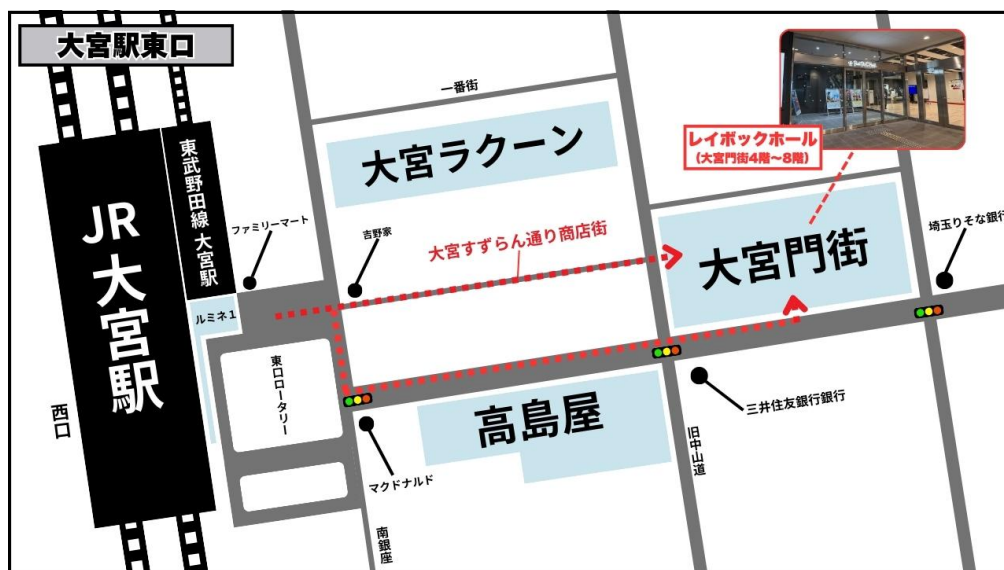 大宮駅東口
一番街
大宮ラクーン
レイボックホール
(大宮門街4階〜8階)
東武野田線 大宮駅
JR 大宮駅
ファミリーマート
吉野家
大宮すずらん通り商店街
大宮門街
埼玉りそな銀行
ルミネ1
東口ロータリー
西口
高島屋
三井住友銀行銀行
マクドナルド
旧中山道
南銀座